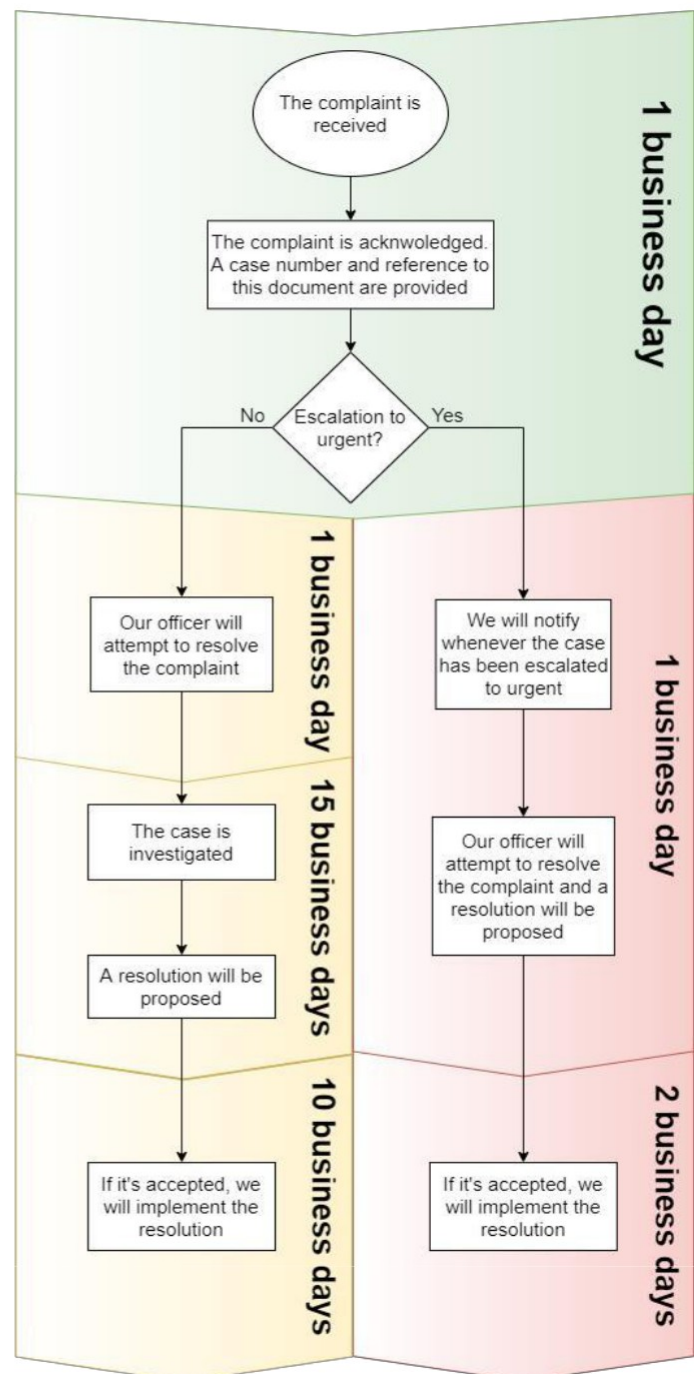 The complaint is
received
1 business day
The complaint is acknwoledged.
A case number and reference to
this document are provided
Escalation to
urgent?
No
Yes
1 business day
Our officer will
attempt to resolve
the complaint
15 business days
The case is
investigated
A resolution will be
proposed
10 business days
If it's accepted, we
will implement the
resolution
1 business day
We will notify
whenever the case
has been escalated
to urgent
Our officer will
attempt to resolve
the complaint and a
resolution will be
proposed
2 business days
If it's accepted, we
will implement the
resolution